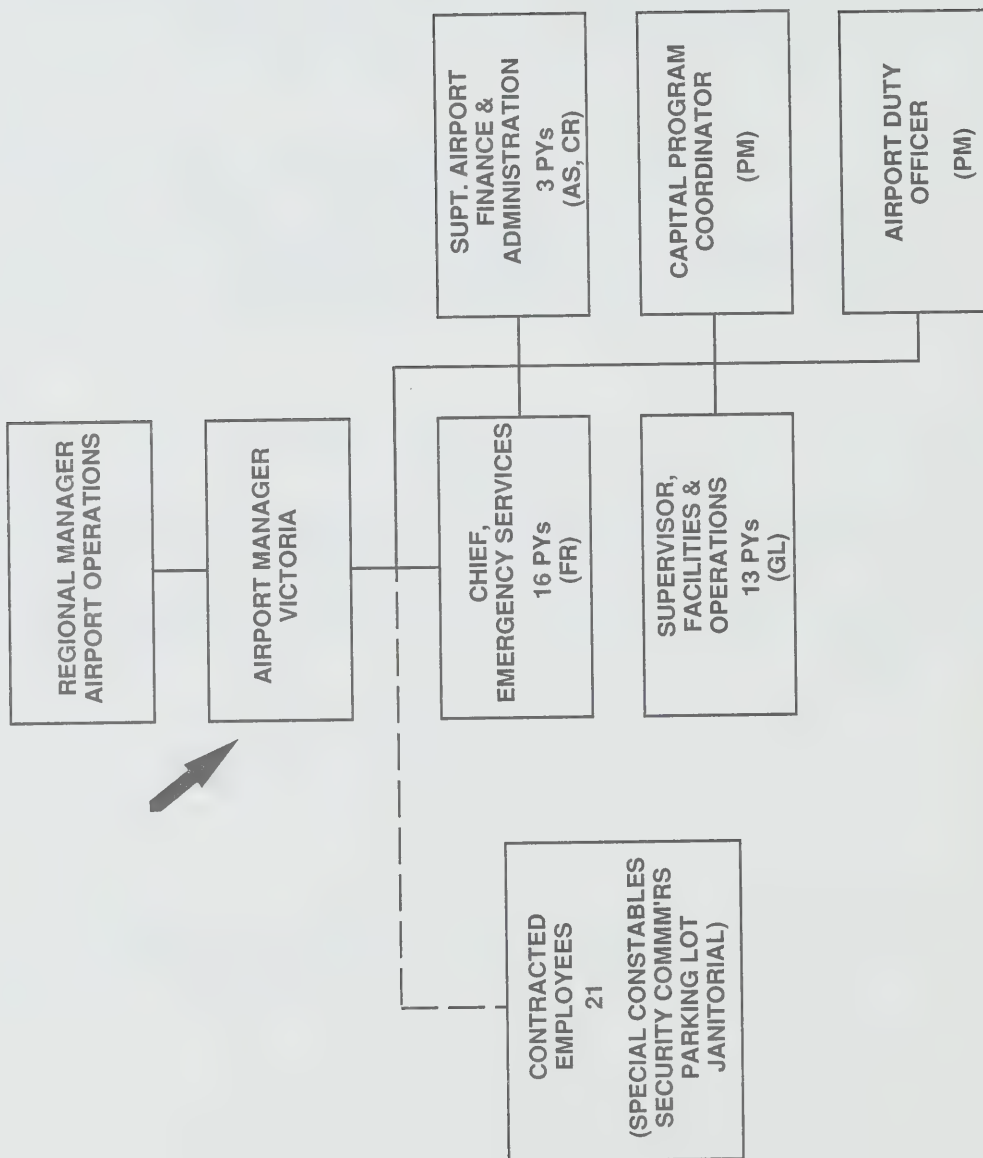 REGIONAL MANAGER
AIRPORT OPERATIONS
AIRPORT MANAGER
VICTORIA
CONTRACTED
EMPLOYEES
21
(SPECIAL CONSTABLES
SECURITY COMMM'RS
PARKING LOT
JANITORIAL)
CHIEF,
EMERGENCY SERVICES
16 PYs
(FR)
SUPT. AIRPORT
FINANCE &
ADMINISTRATION
3 PYs
(AS, CR)
SUPERVISOR,
FACILITIES &
OPERATIONS
13 PYs
(GL)
CAPITAL PROGRAM
COORDINATOR
(PM)
AIRPORT DUTY
OFFICER
(PM)